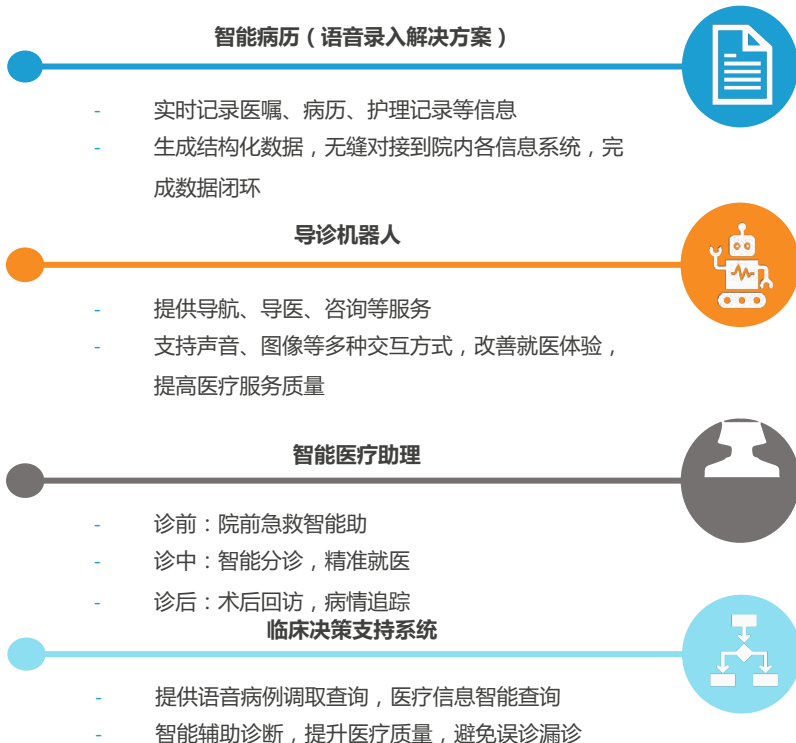 智能病历（语音录入解决方案）
- 实时记录医嘱、病历、护理记录等信息
- 生成结构化数据，无缝对接到院内各信息系统，完
成数据闭环
导诊机器人
- 提供导航、导医、咨询等服务
- 支持声音、图像等多种交互方式，改善就医体验，
提高医疗服务质量
智能医疗助理
- 诊前：院前急救智能助
- 诊中：智能分诊，精准就医
- 诊后：术后回访，病情追踪
临床决策支持系统
- 提供语音病例调取查询，医疗信息智能查询
- 智能辅助诊断，提升医疗质量，避免误诊漏诊